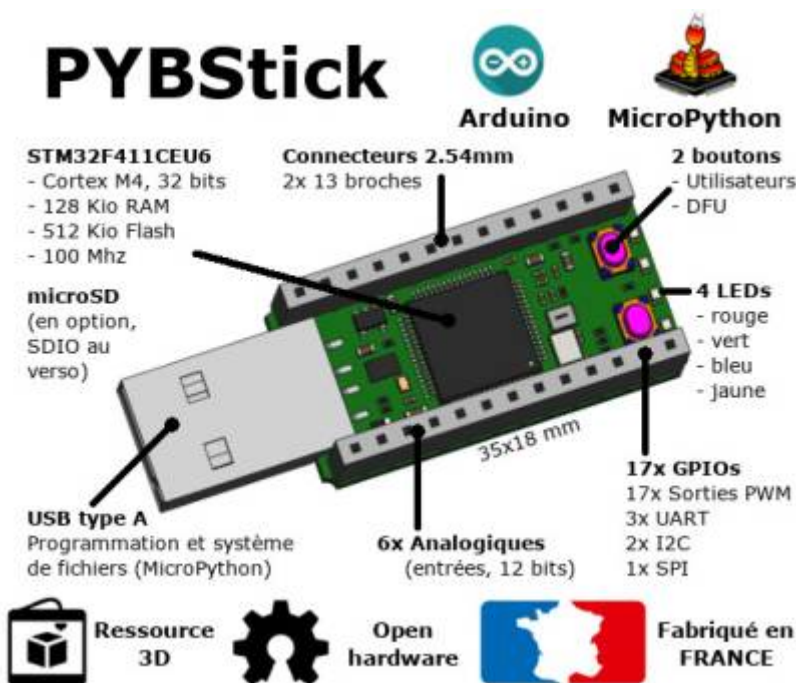 PYBStick
Arduino
MicroPython
STM32F411CEU6
- Cortex M4, 32 bits
- 128 Kio RAM
- 512 Kio Flash
- 100 Mhz
Connecteurs 2.54mm
2x 13 broches
2 boutons
- Utilisateurs
- DFU
microSD
(en option,
SDIO au
verso)
4 LEDs
- rouge
- vert
- bleu
- jaune
35x18 mm
USB type A
Programmation et système
de fichiers (MicroPython)
6x Analogiques
(entrées, 12 bits)
17x GPIOs
17x Sorties PWM
3x UART
2x I2C
1x SPI
Ressource
3D
Open
hardware
Fabriqué en
FRANCE